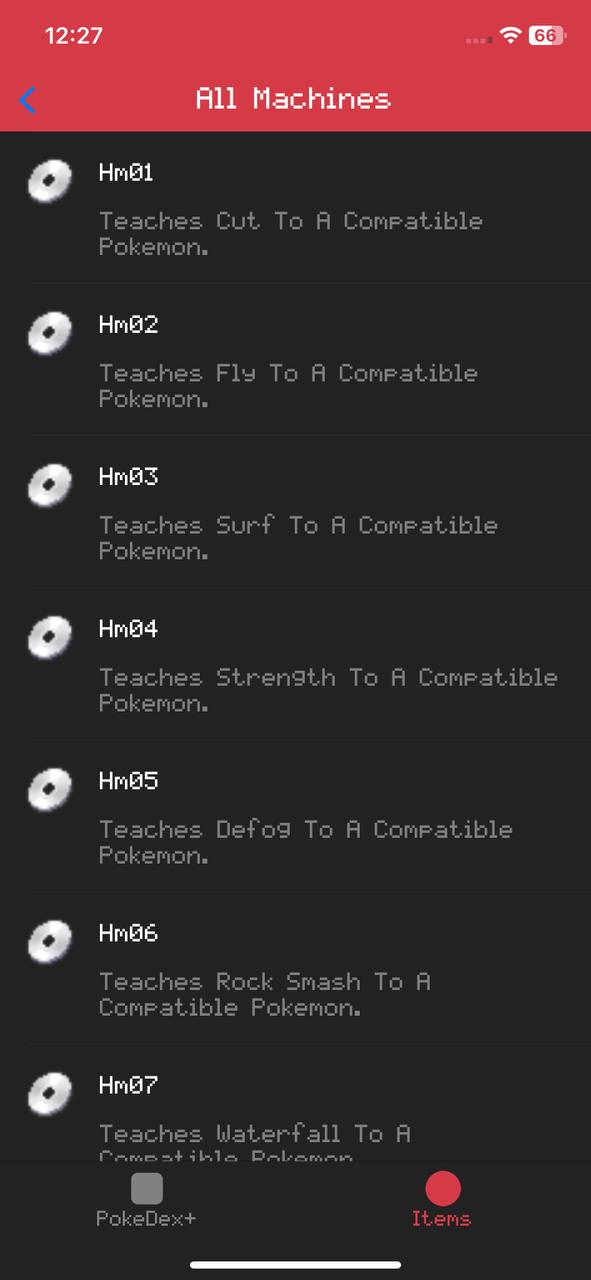 12:27
66
All Machines
Hm01
Teaches Cut To A Compatible
Pokemon.
Hm02
Teaches Fly To A Compatible
Pokemon.
Hm03
Teaches Surf To A Compatible
Pokemon.
Hm04
Teaches Strength To A Compatible
Pokemon.
Hm05
Teaches Defog To A Compatible
Pokemon.
Hm06
Teaches Rock Smash To A
Compatible Pokemon.
Hm07
Teaches Waterfall To A
Compatible Pokemon.
PokeDex+
Items